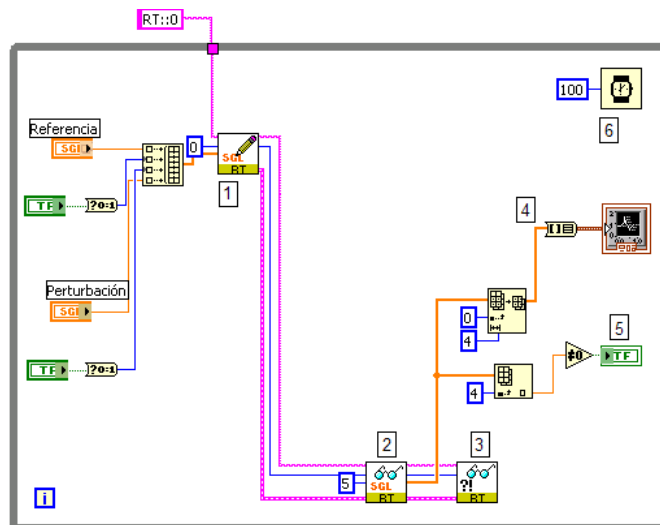 RT::0
100
6
Referencia
SGL
0
SGL
RT
1
TF
?0:1
4
Perturbación
SGL
0
4
5
≠0
TF
4
TF
?0:1
2
3
5
SGL
RT
?!
RT
i